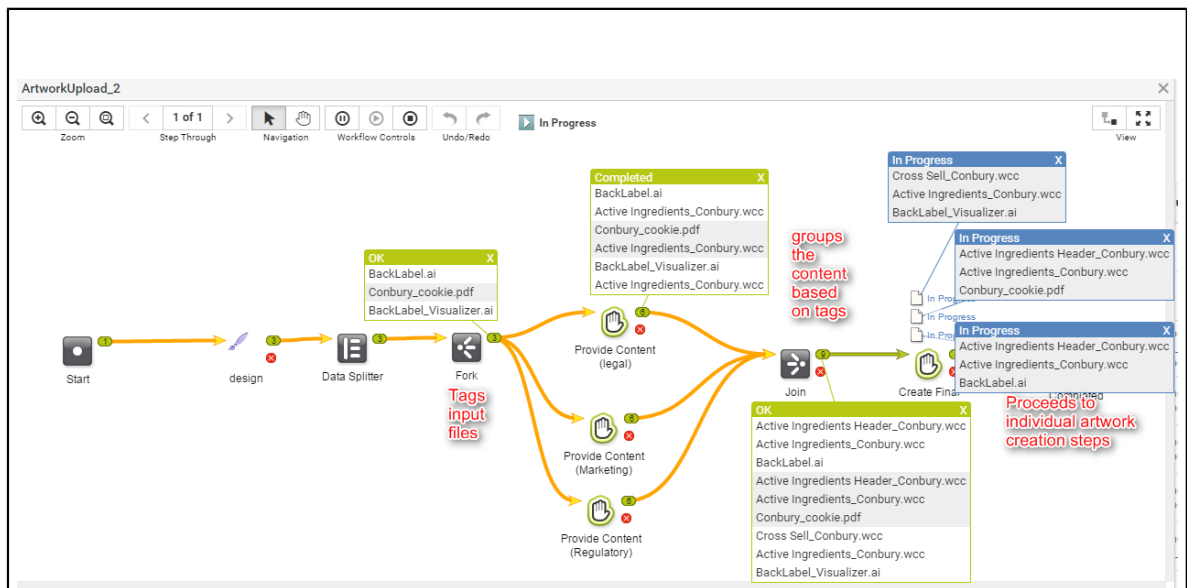 ArtworkUpload_2
1 of 1
In Progress
Zoom
Step Through
Navigation
Workflow Controls
Undo/Redo
View
In Progress X
Cross Sell_Conbury.wcc
Active Ingredients_Conbury.wcc
BackLabel_Visualizer.ai
Completed X
BackLabel.ai
Active Ingredients_Conbury.wcc
Conbury_cookie.pdf
Active Ingredients_Conbury.wcc
BackLabel_Visualizer.ai
Active Ingredients_Conbury.wcc
groups
the
content
based
on tags
In Progress X
Active Ingredients Header_Conbury.wcc
Active Ingredients_Conbury.wcc
Conbury_cookie.pdf
OK X
BackLabel.ai
Conbury_cookie.pdf
BackLabel_Visualizer.ai
In Progress
In Progress
In Progress X
Active Ingredients Header_Conbury.wcc
Active Ingredients_Conbury.wcc
BackLabel.ai
1
3
3
3
6
6
6
9
Start
design
Data Splitter
Fork
Provide Content
(legal)
Join
Create Final
Completed
Tags
input
files
Provide Content
(Marketing)
Provide Content
(Regulatory)
Proceeds to
individual artwork
creation steps
OK X
Active Ingredients Header_Conbury.wcc
Active Ingredients_Conbury.wcc
BackLabel.ai
Active Ingredients Header_Conbury.wcc
Active Ingredients_Conbury.wcc
Conbury_cookie.pdf
Cross Sell_Conbury.wcc
Active Ingredients_Conbury.wcc
BackLabel_Visualizer.ai